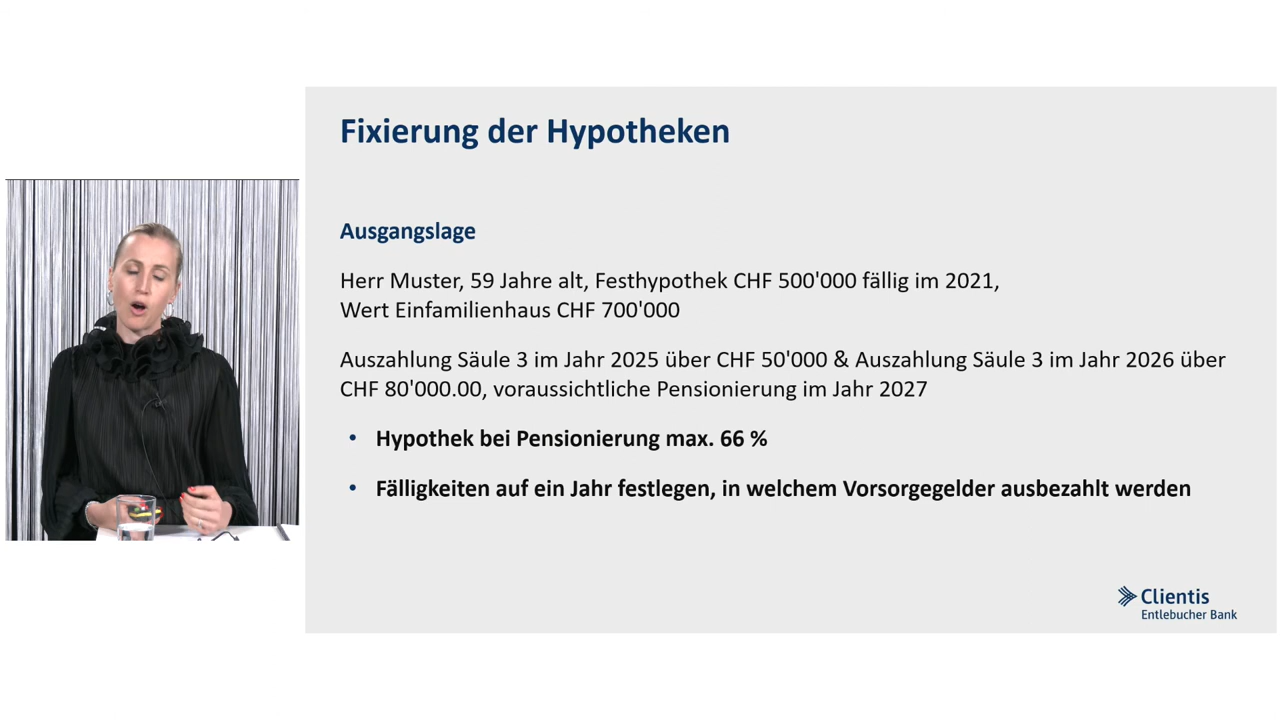 Fixierung der Hypotheken
Ausgangslage
Herr Muster, 59 Jahre alt, Festhypothek CHF 500'000 fällig im 2021,
Wert Einfamilienhaus CHF 700'000
Auszahlung Säule 3 im Jahr 2025 über CHF 50'000 & Auszahlung Säule 3 im Jahr 2026 über
CHF 80'000.00, voraussichtliche Pensionierung im Jahr 2027
• Hypothek bei Pensionierung max. 66 %
• Fälligkeiten auf ein Jahr festlegen, in welchem Vorsorgegelder ausbezahlt werden
Clientis
Entlebucher Bank